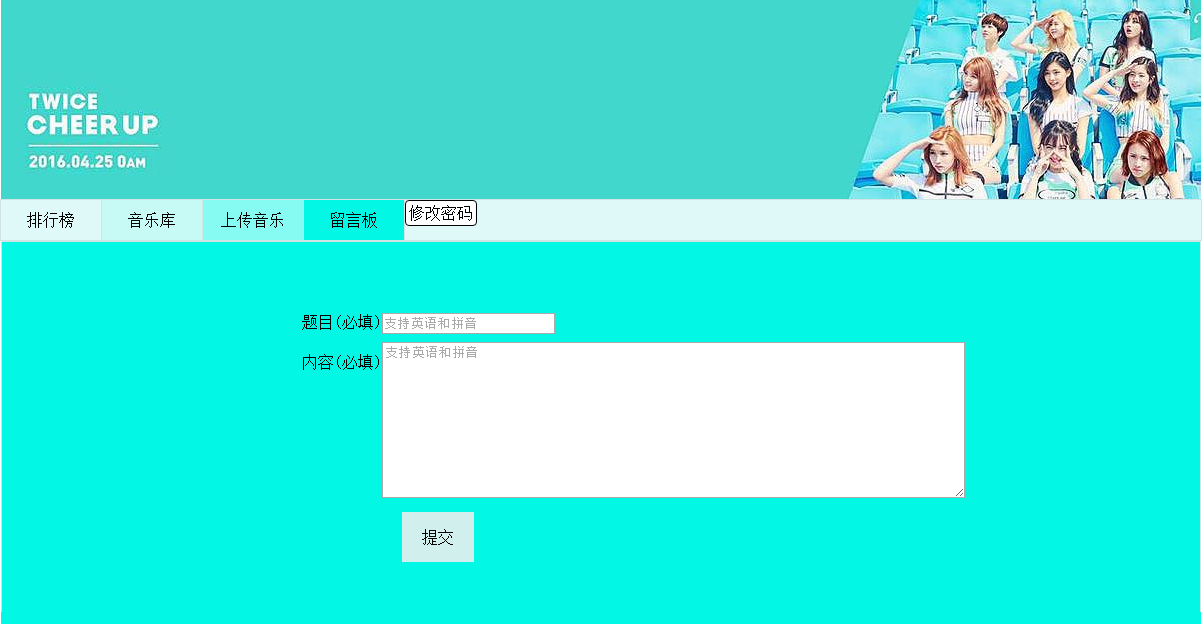 TWICE
CHEER UP
2016.04.25 0AM
排行榜 音乐库 上传音乐 留言板 修改密码
题目(必填) 支持英语和拼音
内容(必填) 支持英语和拼音
提交